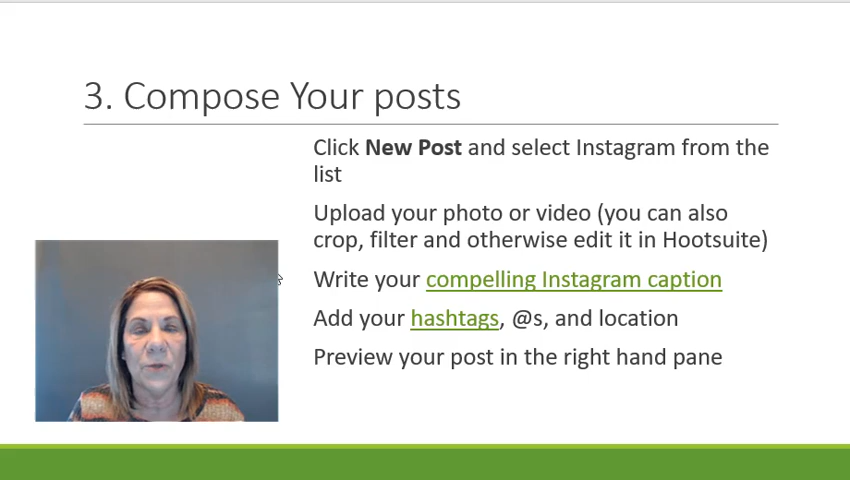 3. Compose Your posts
Click New Post and select Instagram from the
list
Upload your photo or video (you can also
crop, filter and otherwise edit it in Hootsuite)
Write your compelling Instagram caption
Add your hashtags, @s, and location
Preview your post in the right hand pane